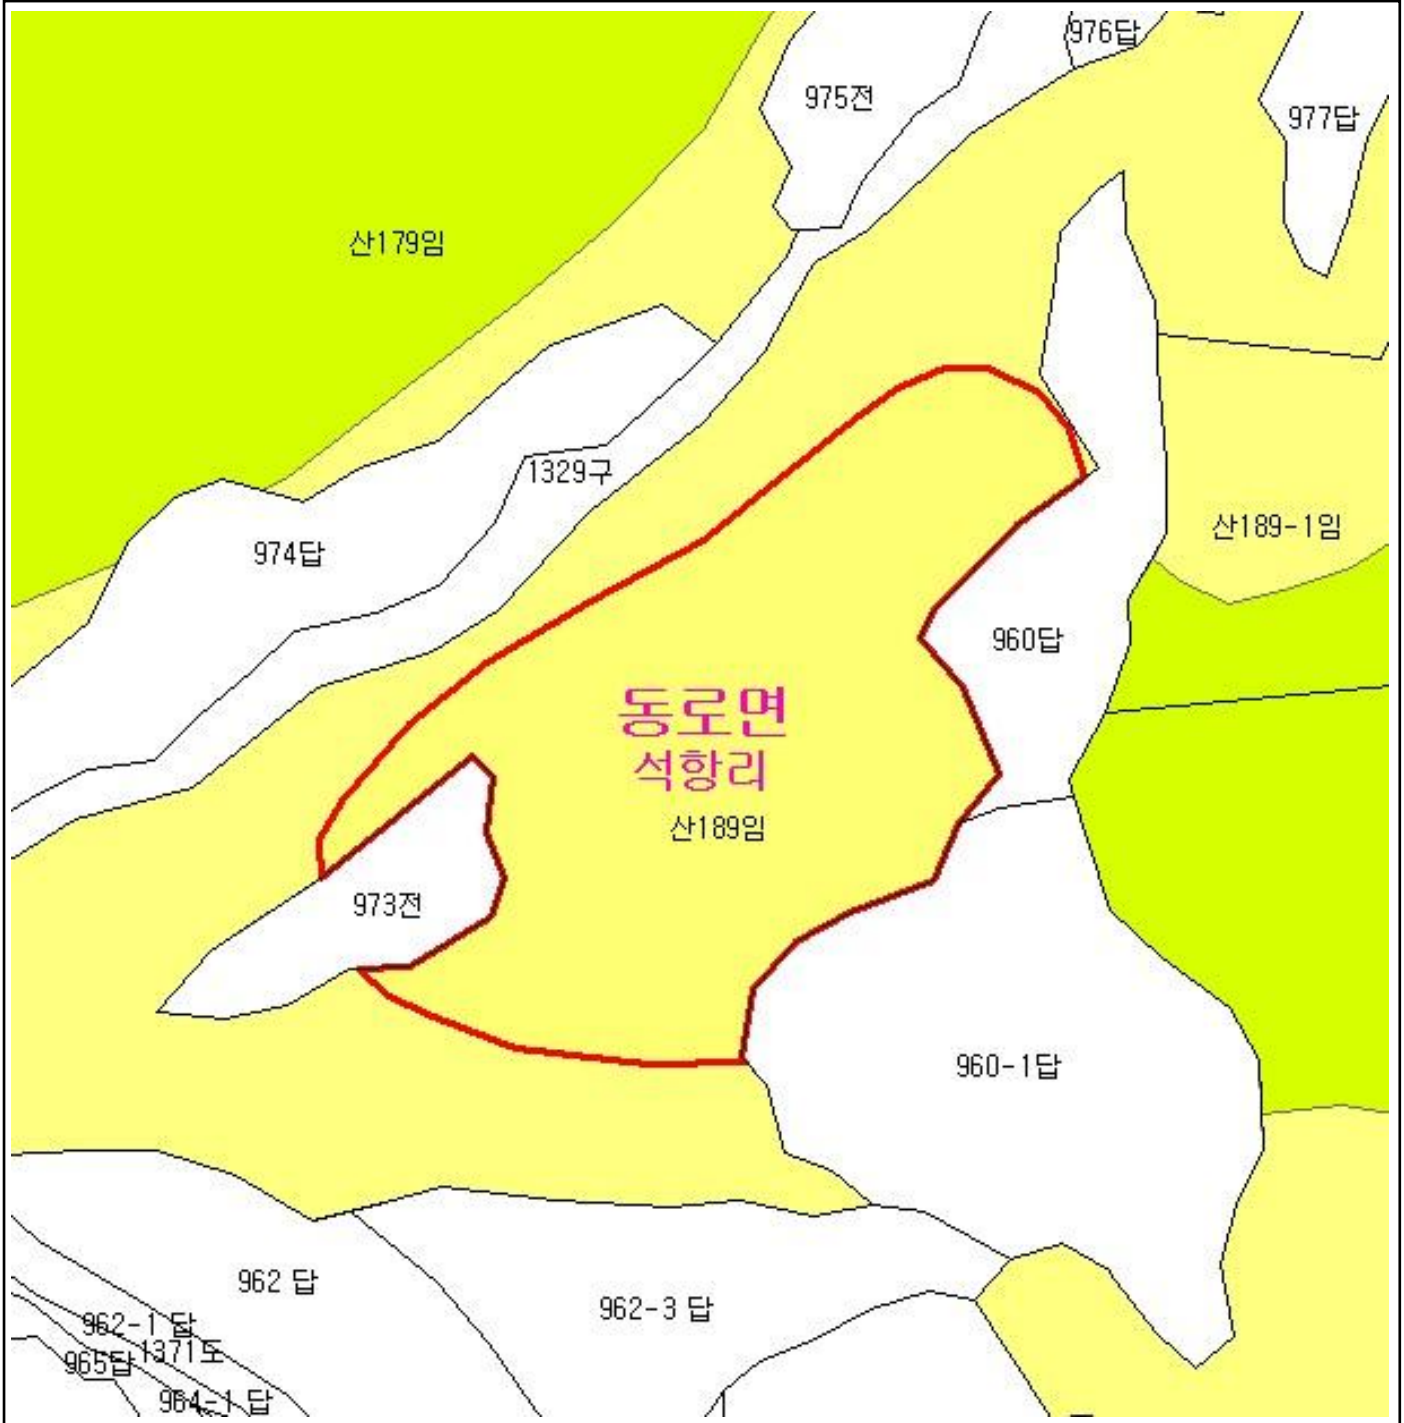 976답
975전
977답
산179임
1329구
산189-1임
974답
960답
동로면
석항리
산189임
973전
960-1답
962 답
962-3 답
962-1 답
1371도
965답
964-1 답